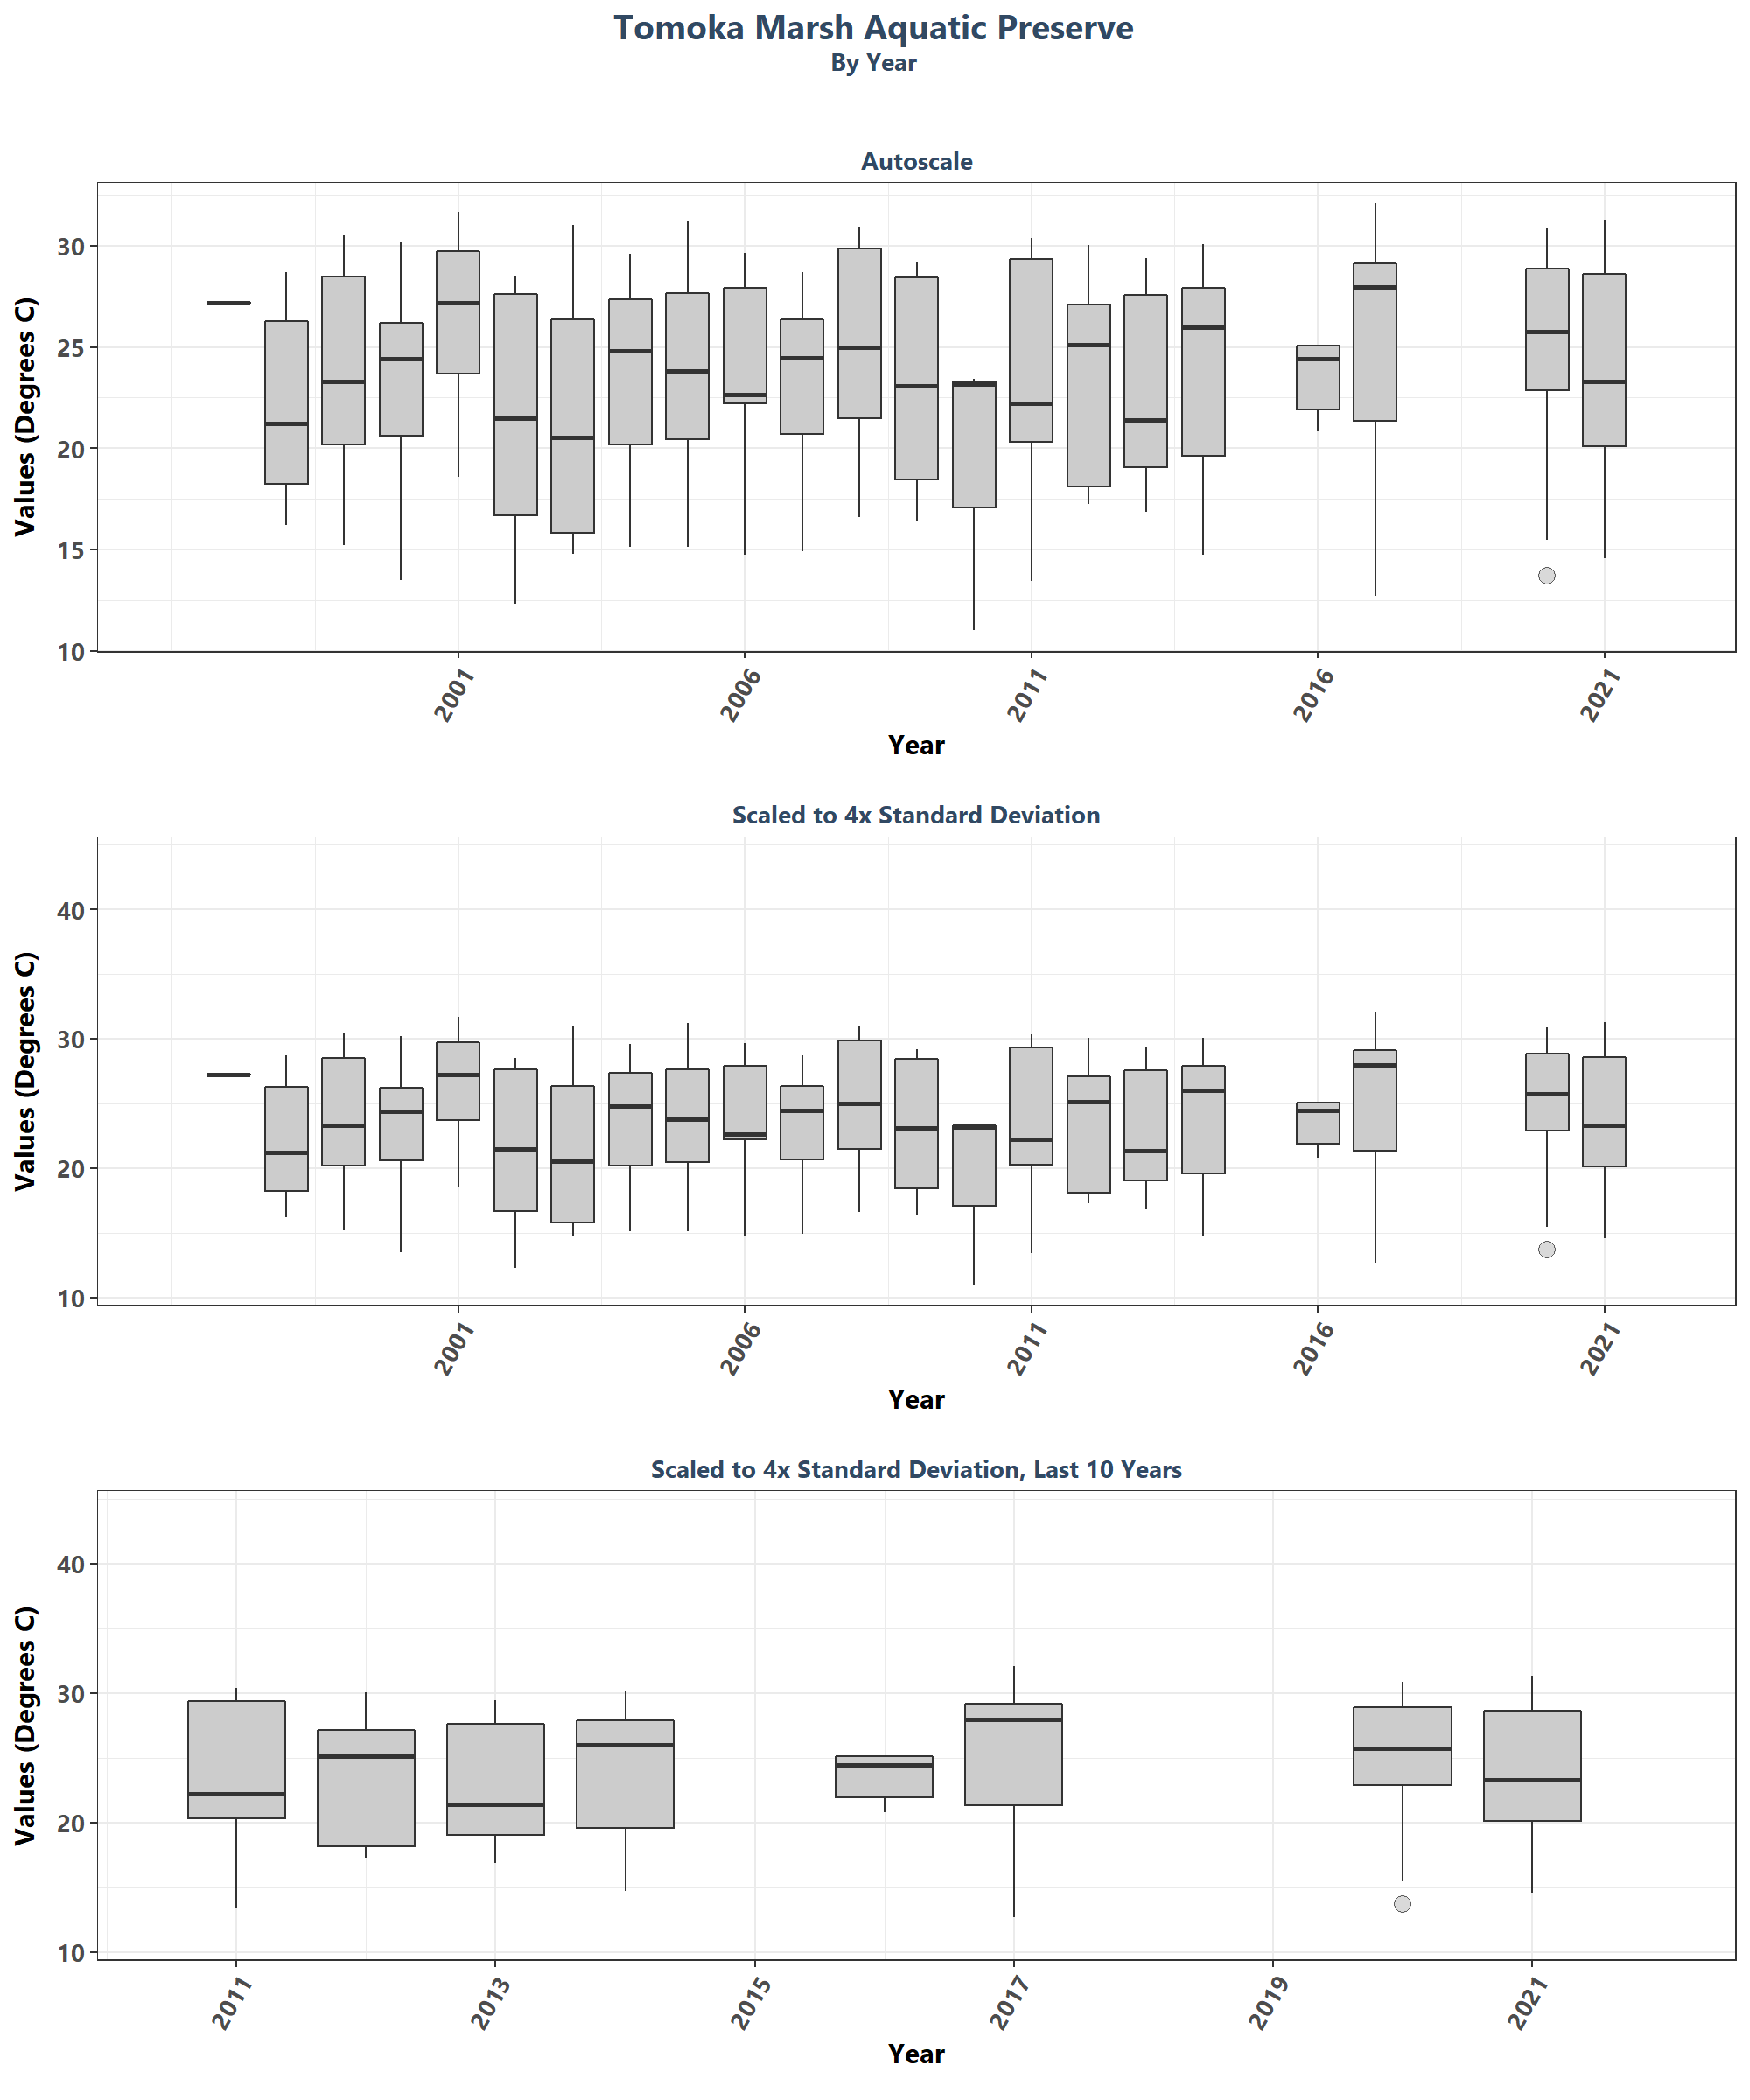 Tomoka Marsh Aquatic Preserve
By Year
Autoscale
Values (Degrees C)
30
25
20
15
10
2001
2006
2011
2016
2021
Year
Scaled to 4x Standard Deviation
Values (Degrees C)
40
30
20
10
2001
2006
2011
2016
2021
Year
Scaled to 4x Standard Deviation, Last 10 Years
Values (Degrees C)
40
30
20
10
2011
2013
2015
2017
2019
2021
Year